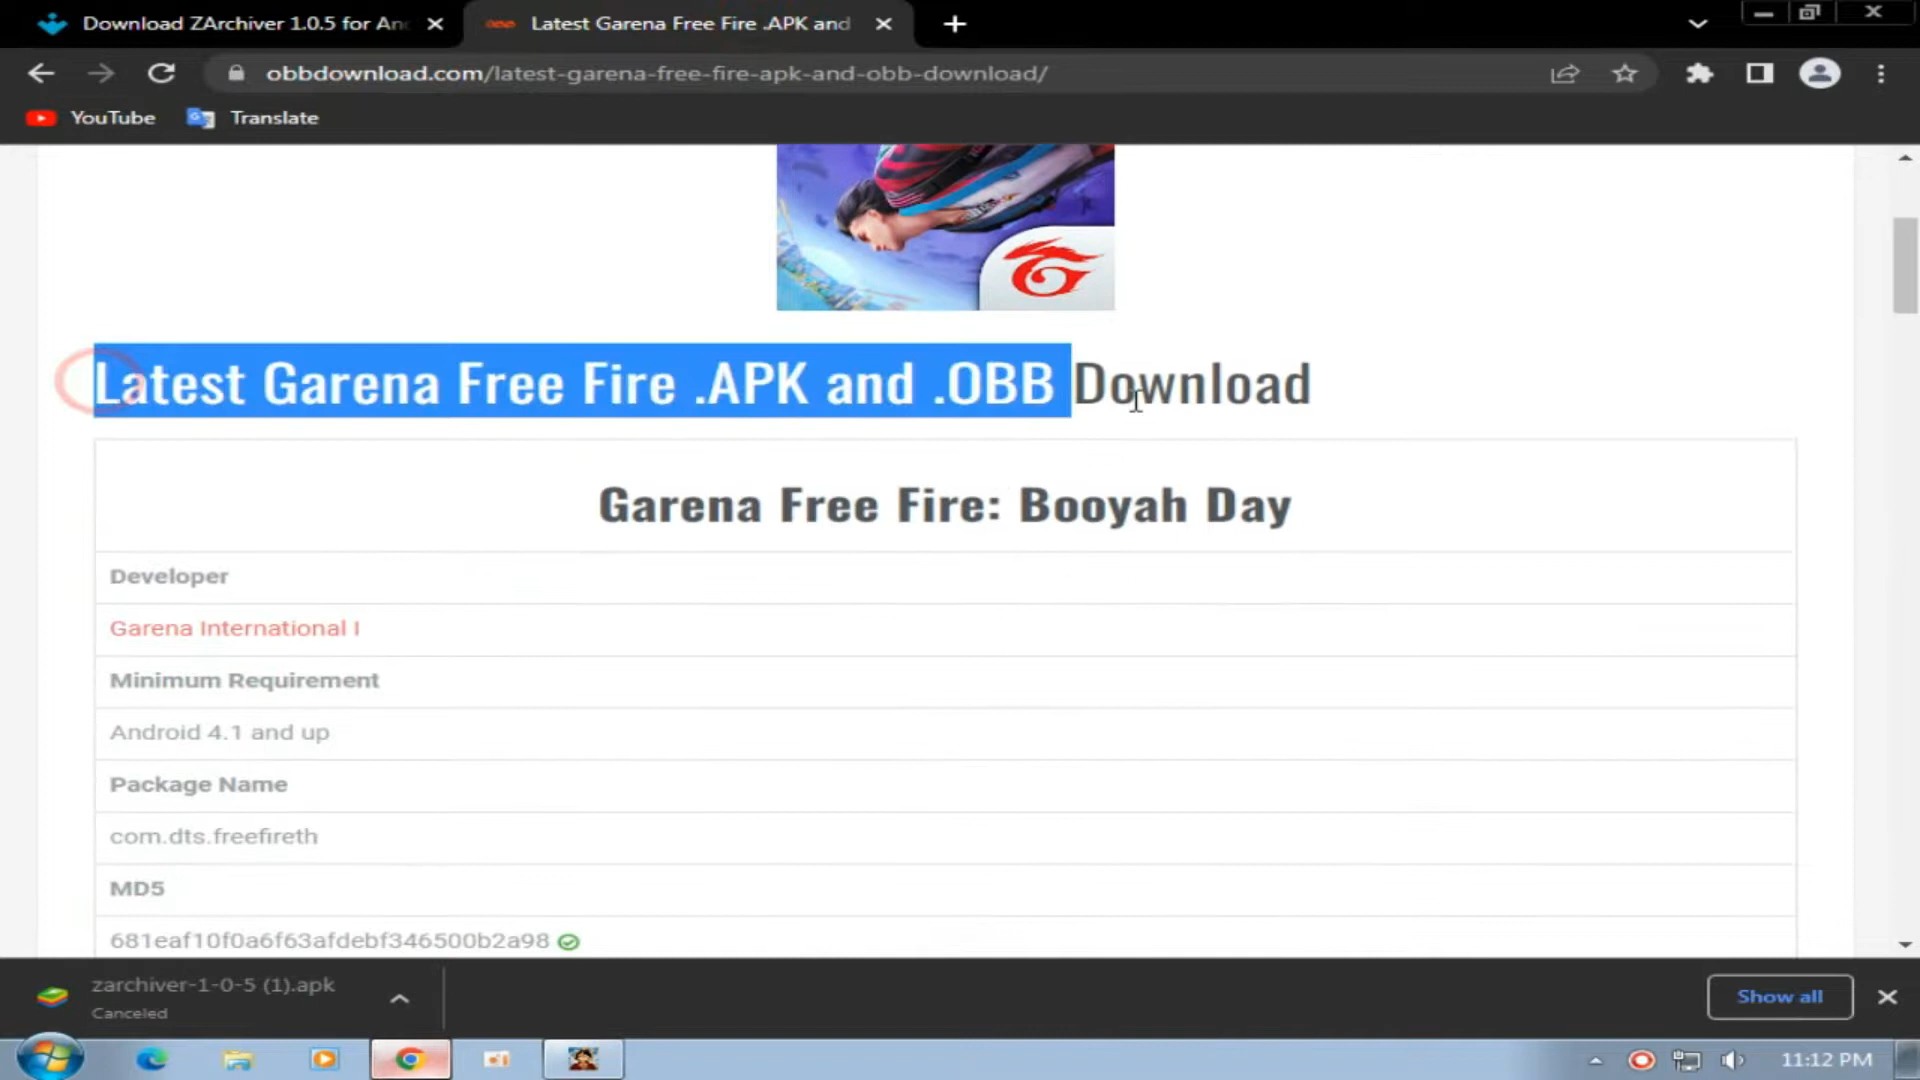 Download ZArchiver 1.0.5 for An
Latest Garena Free Fire .APK and
obbdownload.com/latest-garena-free-fire-apk-and-obb-download/
YouTube
Translate
Latest Garena Free Fire .APK and .OBB Download
Garena Free Fire: Booyah Day
Developer
Garena International I
Minimum Requirement
Android 4.1 and up
Package Name
com.dts.freefireth
MD5
681eaf10f0a6f63afdebf346500b2a98
zarchiver-1-0-5 (1).apk
Canceled
Show all
11:12 PM